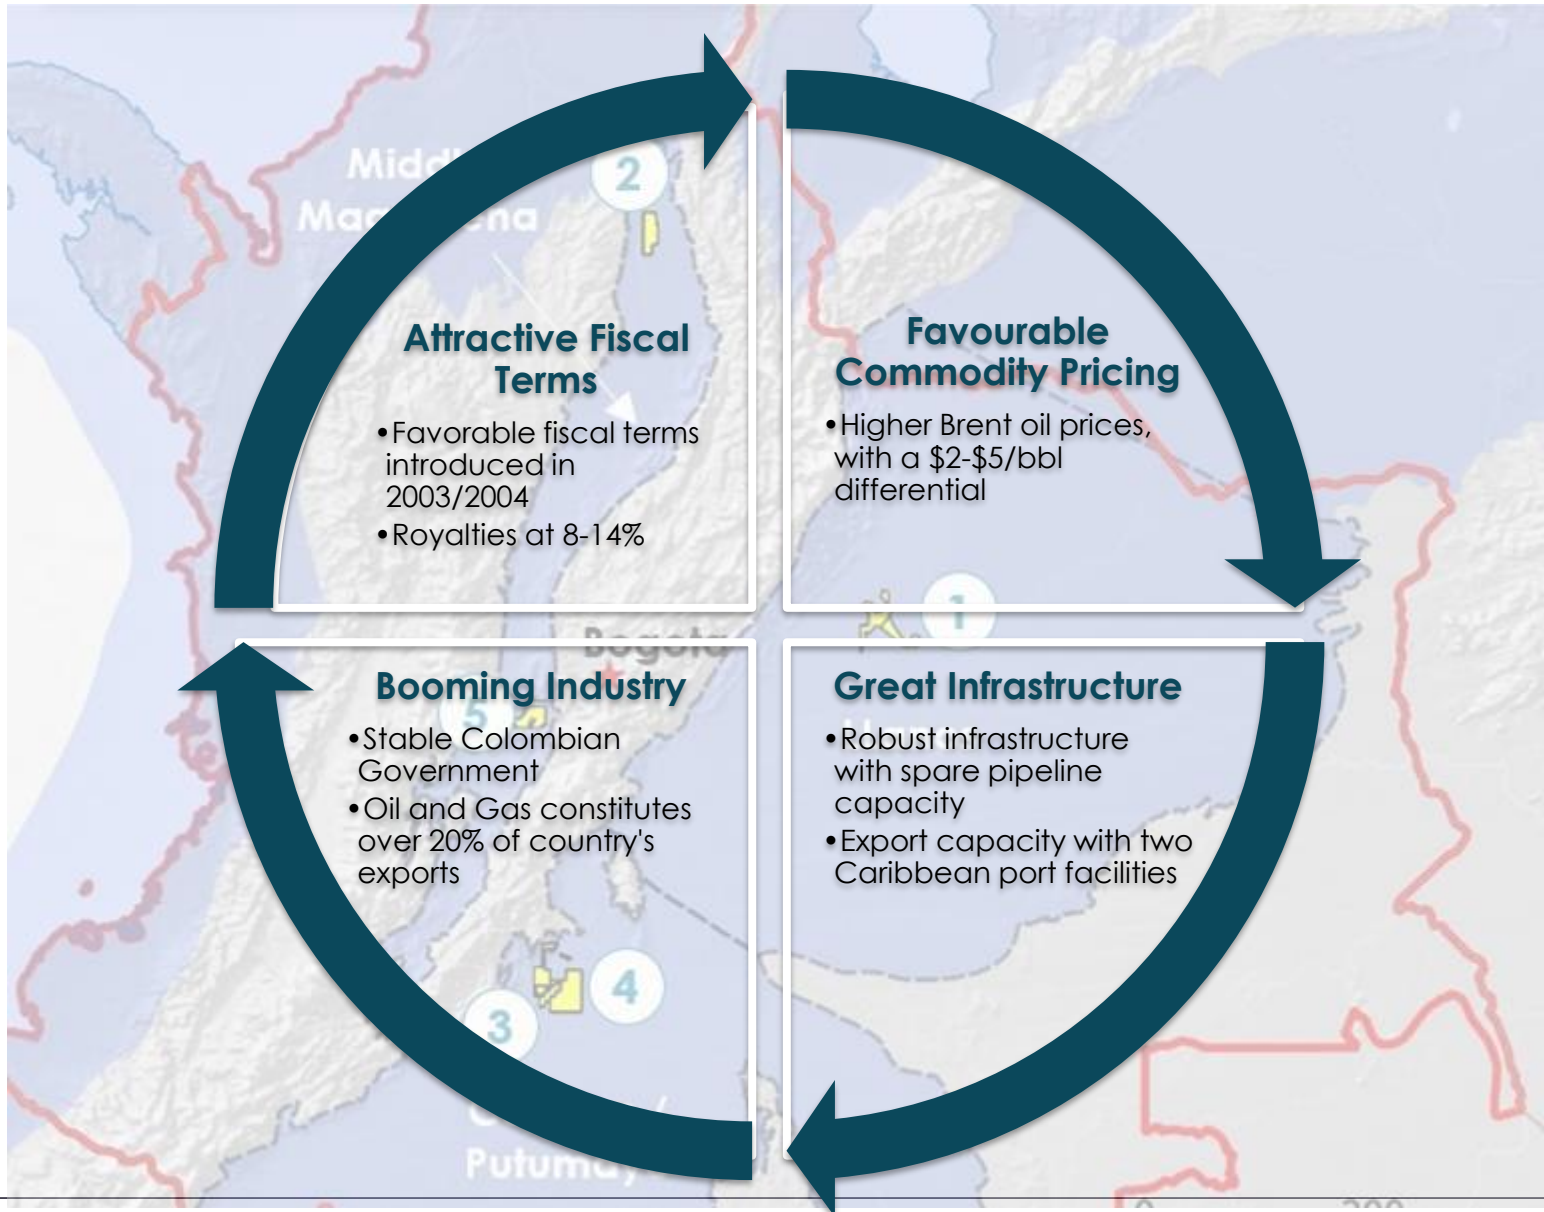 Attractive Fiscal
Terms
•Favorable fiscal terms
introduced in
2003/2004
•Royalties at 8-14%
Favourable
Commodity Pricing
•Higher Brent oil prices,
with a $2-$5/bbl
differential
Booming Industry
•Stable Colombian
Government
•Oil and Gas constitutes
over 20% of country's
exports
Great Infrastructure
•Robust infrastructure
with spare pipeline
capacity
•Export capacity with two
Caribbean port facilities
2
1
Bogota
5
4
3